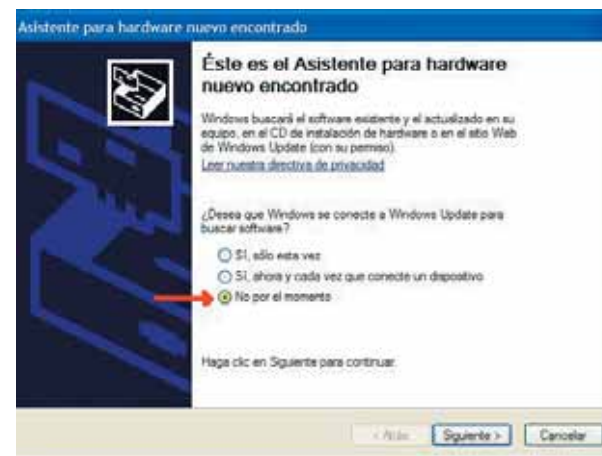 Asistente para hardware nuevo encontrado
Éste es el Asistente para hardware
nuevo encontrado
Windows buscará el software existente y el actualizado en su
equipo, en el CD de instalación de hardware o en el sitio Web
de Windows Update (con su permiso).
Leer nuestra directiva de privacidad
¿Desea que Windows se conecte a Windows Update para
buscar software?
Sí, sólo esta vez
Sí, ahora y cada vez que conecte un dispositivo
No por el momento
Haga clic en Siguiente para continuar.
< Atrás Siguiente > Cancelar